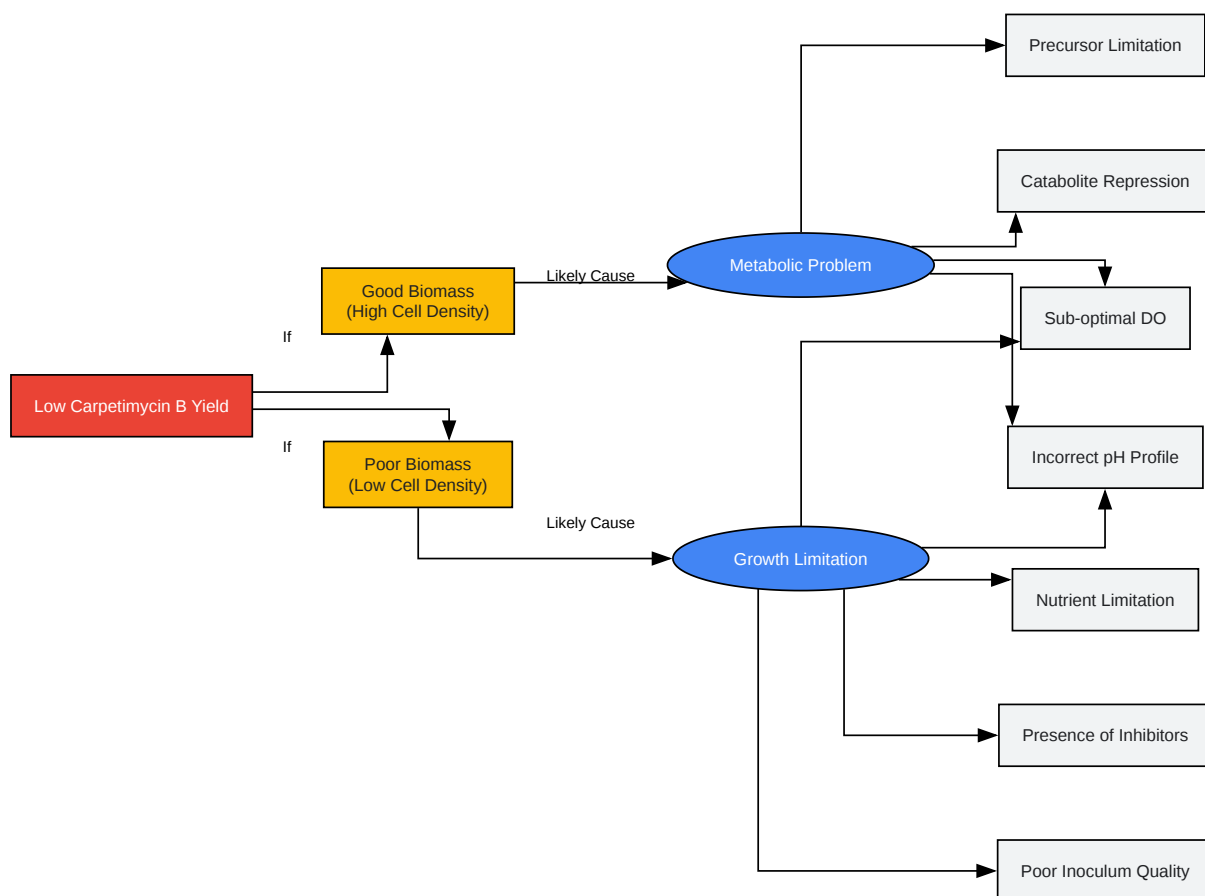 Precursor Limitation
Catabolite Repression
Metabolic Problem
Likely Cause
Good Biomass
(High Cell Density)
Sub-optimal DO
If
Low Carpetimycin B Yield
If
Poor Biomass
(Low Cell Density)
Incorrect pH Profile
Likely Cause
Growth Limitation
Nutrient Limitation
Presence of Inhibitors
Poor Inoculum Quality